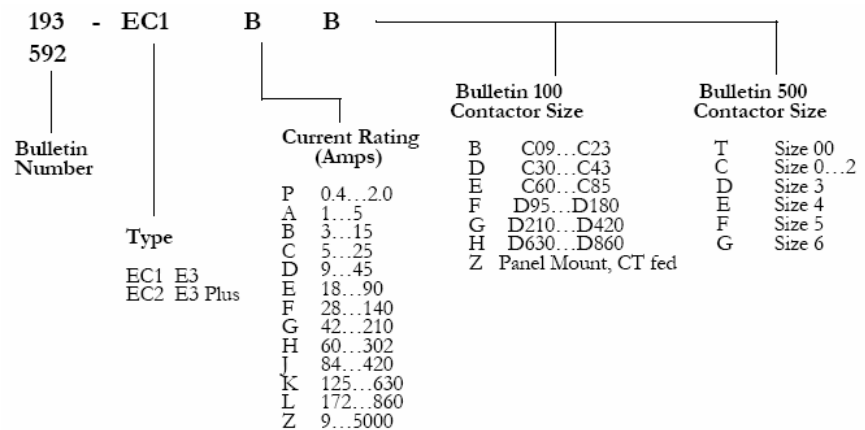 193 - EC1 B B
592
Bulletin
Number
Type
EC1 E3
EC2 E3 Plus
Current Rating
(Amps)
P 0.4...2.0
A 1...5
B 3...15
C 5...25
D 9...45
E 18...90
F 28...140
G 42...210
H 60...302
J 84...420
K 125...630
L 172...860
Z 9...5000
Bulletin 100
Contactor Size
B C09...C23
D C30...C43
E C60...C85
F D95...D180
G D210...D420
H D630...D860
Z Panel Mount, CT fed
Bulletin 500
Contactor Size
T Size 00
C Size 0...2
D Size 3
E Size 4
F Size 5
G Size 6